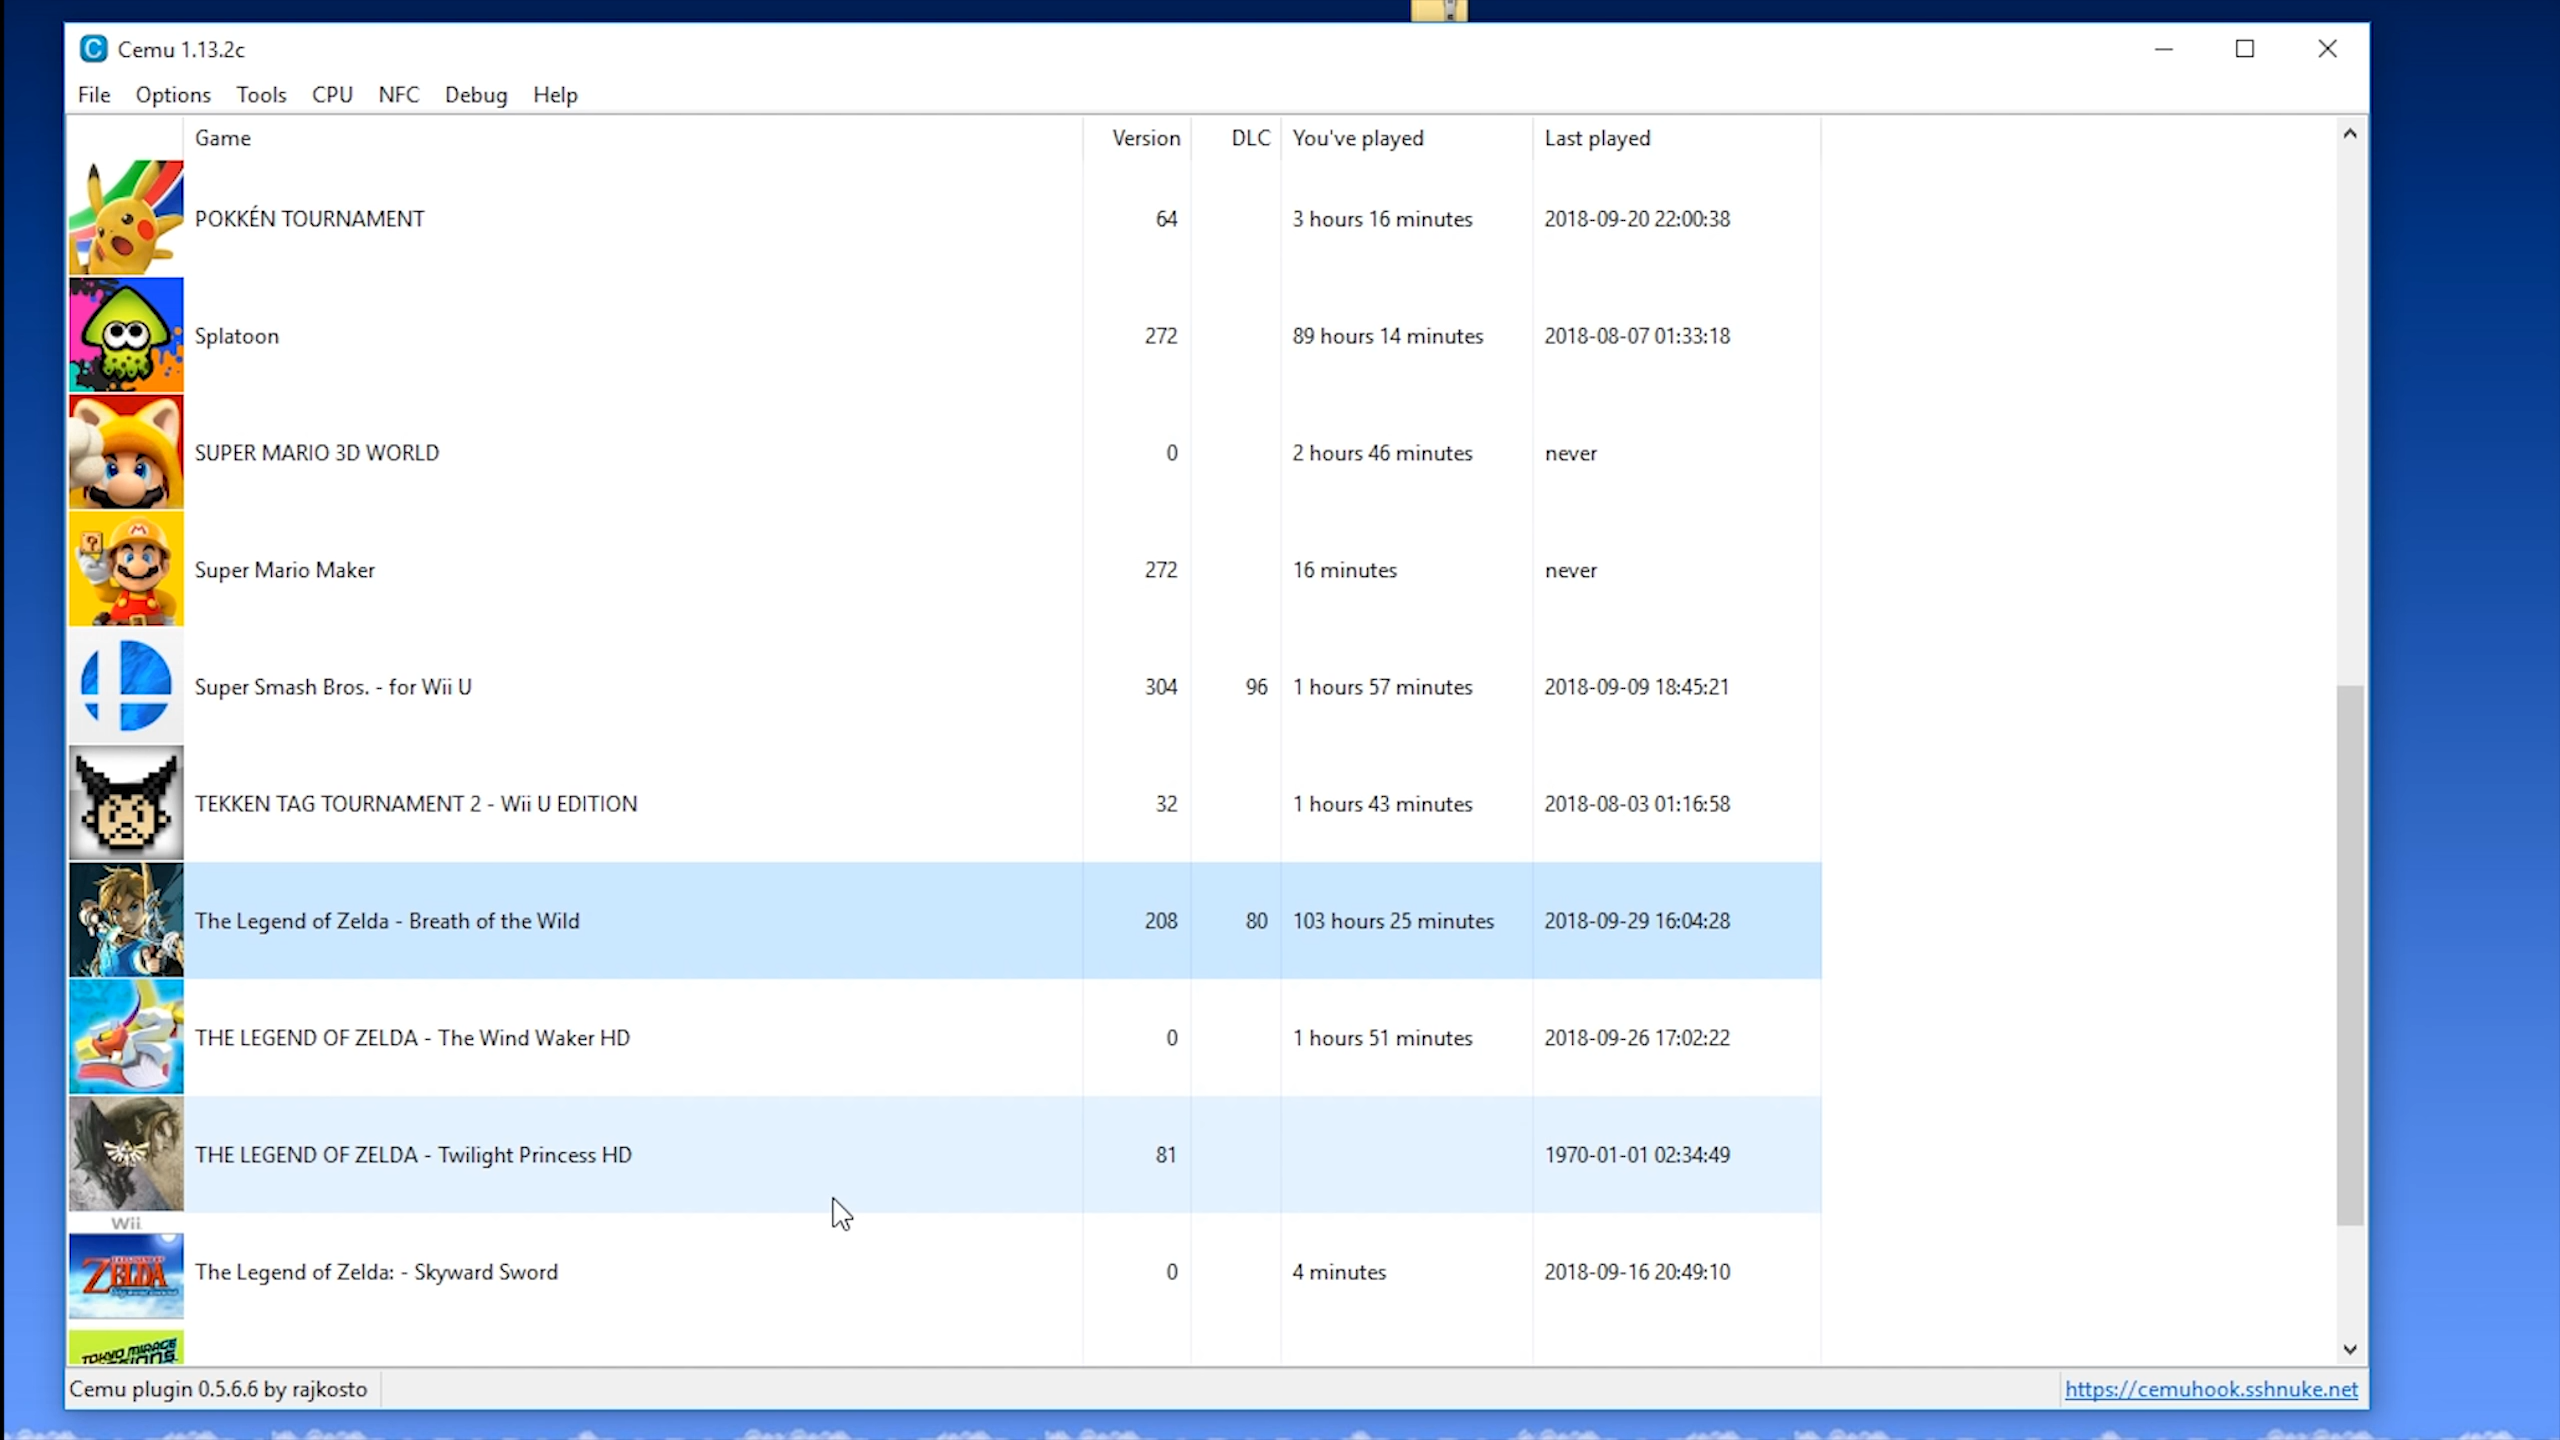 Cemu 1.13.2c
File Options Tools CPU NFC Debug Help
Game Version DLC You've played Last played
POKKÉN TOURNAMENT 64 3 hours 16 minutes 2018-09-20 22:00:38
Splatoon 272 89 hours 14 minutes 2018-08-07 01:33:18
SUPER MARIO 3D WORLD 0 2 hours 46 minutes never
Super Mario Maker 272 16 minutes never
Super Smash Bros. - for Wii U 304 96 1 hours 57 minutes 2018-09-09 18:45:21
TEKKEN TAG TOURNAMENT 2 - Wii U EDITION 32 1 hours 43 minutes 2018-08-03 01:16:58
The Legend of Zelda - Breath of the Wild 208 80 103 hours 25 minutes 2018-09-29 16:04:28
THE LEGEND OF ZELDA - The Wind Waker HD 0 1 hours 51 minutes 2018-09-26 17:02:22
THE LEGEND OF ZELDA - Twilight Princess HD 81 1970-01-01 02:34:49
Wii
ZELDA
The Legend of Zelda: - Skyward Sword 0 4 minutes 2018-09-16 20:49:10
TOKYO MIRAGE
Cemu plugin 0.5.6.6 by rajkosto https://cemuhook.sshnuke.net